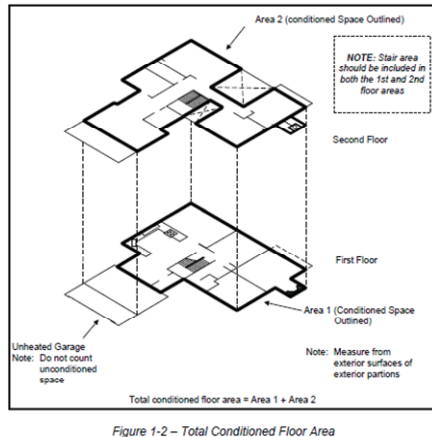 Area 2 (conditioned Space Outlined)
NOTE: Stair area
should be included in
both the 1st and 2nd
floor areas
Second Floor
First Floor
Area 1 (Conditioned Space
Outlined)
Unheated Garage
Note: Do not count
unconditioned
space
Note: Measure from
exterior surfaces of
exterior partions
Total conditioned floor area = Area 1 + Area 2
Figure 1-2 – Total Conditioned Floor Area